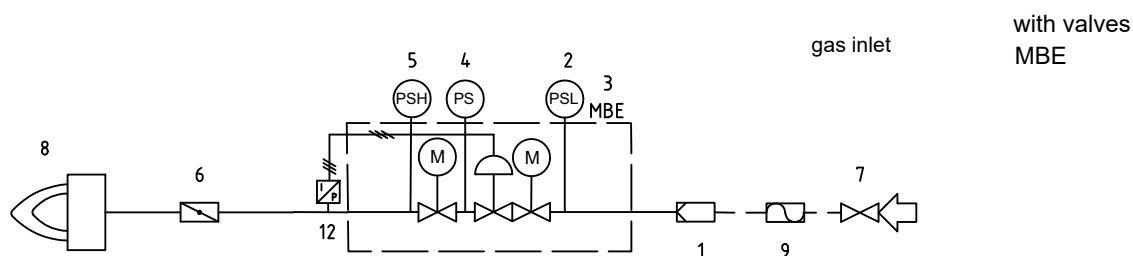 with valves
MBE
gas inlet
5 4 2
3
MBE
PSH PS PSL
8
M M
6 7
I
P
12
1 9